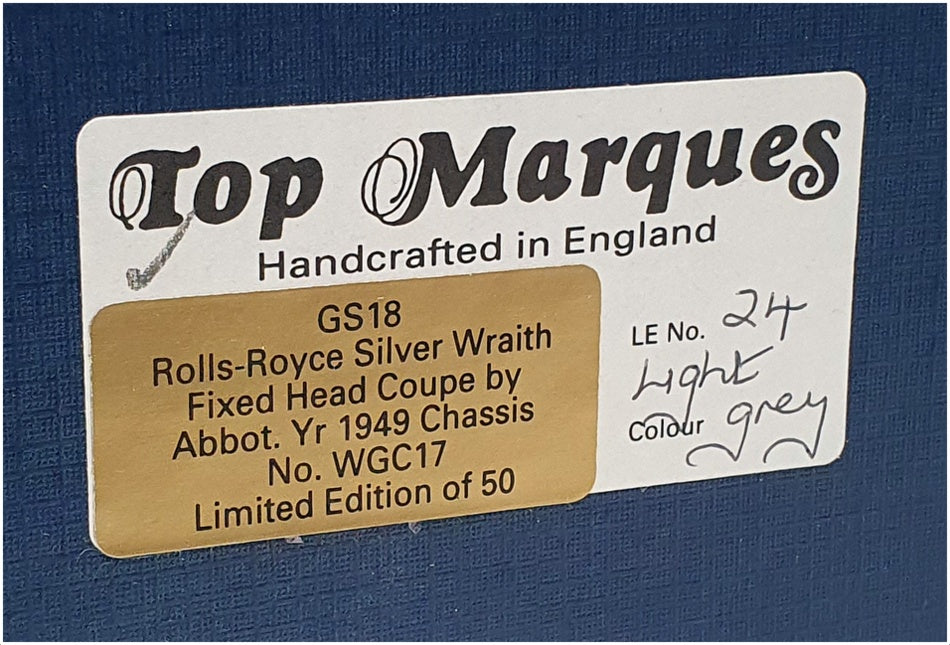 Top Marques
Handcrafted in England
GS18
Rolls-Royce Silver Wraith
Fixed Head Coupe by
Abbot. Yr 1949 Chassis
No. WGC17
Limited Edition of 50
LE No. 24
Light
Colour grey